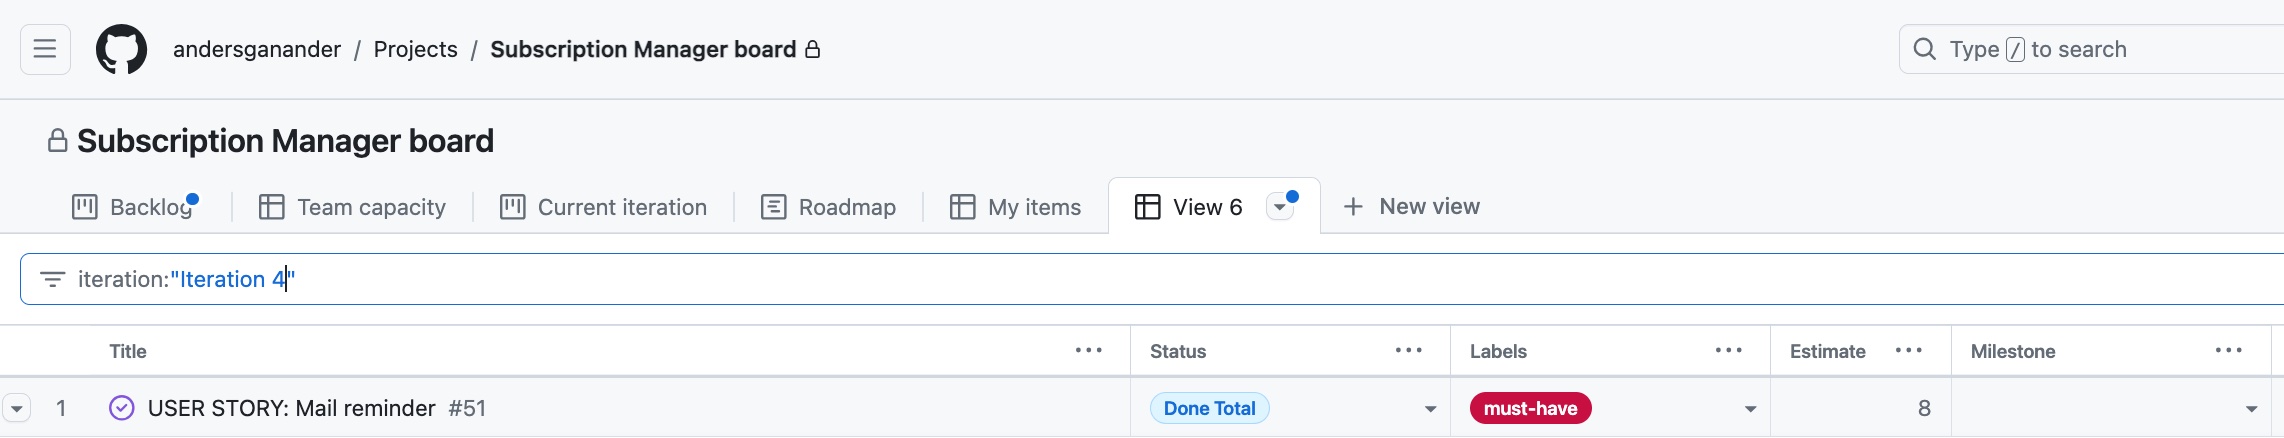 andersganander / Projects / Subscription Manager board
Type / to search
Subscription Manager board
Backlog
Team capacity
Current iteration
Roadmap
My items
View 6
+ New view
iteration:"Iteration 4"
Title ... Status ... Labels ... Estimate ... Milestone ...
1 USER STORY: Mail reminder #51 Done Total must-have 8